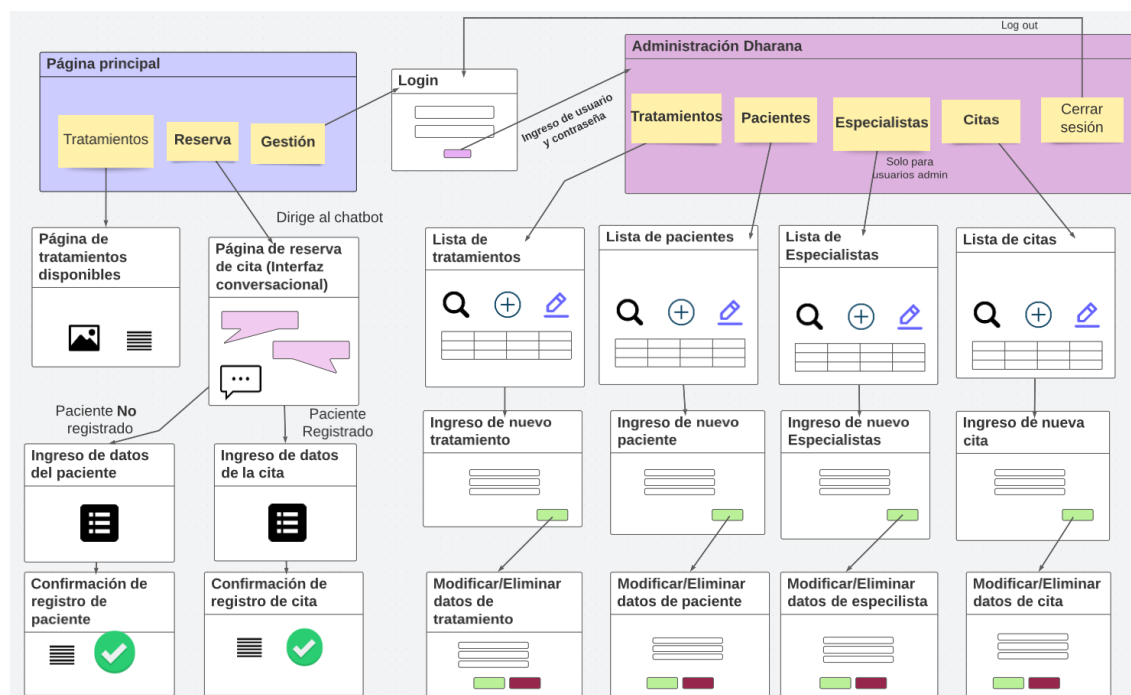 Log out
Página principal
Tratamientos
Reserva
Gestión
Login
Ingreso de usuario
y contraseña
Administración Dharana
Tratamientos
Pacientes
Especialistas
Citas
Cerrar
sesión
Solo para
usuarios admin
Dirige al chatbot
Página de
tratamientos
disponibles
Página de reserva
de cita (Interfaz
conversacional)
Lista de
tratamientos
Lista de pacientes
Lista de
Especialistas
Lista de citas
Paciente No
registrado
Paciente
Registrado
Ingreso de datos
del paciente
Ingreso de datos
de la cita
Ingreso de nuevo
tratamiento
Ingreso de nuevo
paciente
Ingreso de nuevo
Especialistas
Ingreso de nueva
cita
Confirmación de
registro de
paciente
Confirmación de
registro de cita
Modificar/Eliminar
datos de
tratamiento
Modificar/Eliminar
datos de paciente
Modificar/Eliminar
datos de especilista
Modificar/Eliminar
datos de cita